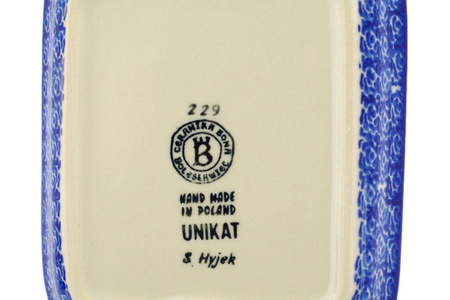 229
CERAMIKA BONA
B
BOLESŁAWIEC
HAND MADE
IN POLAND
UNIKAT
S. Hyjek